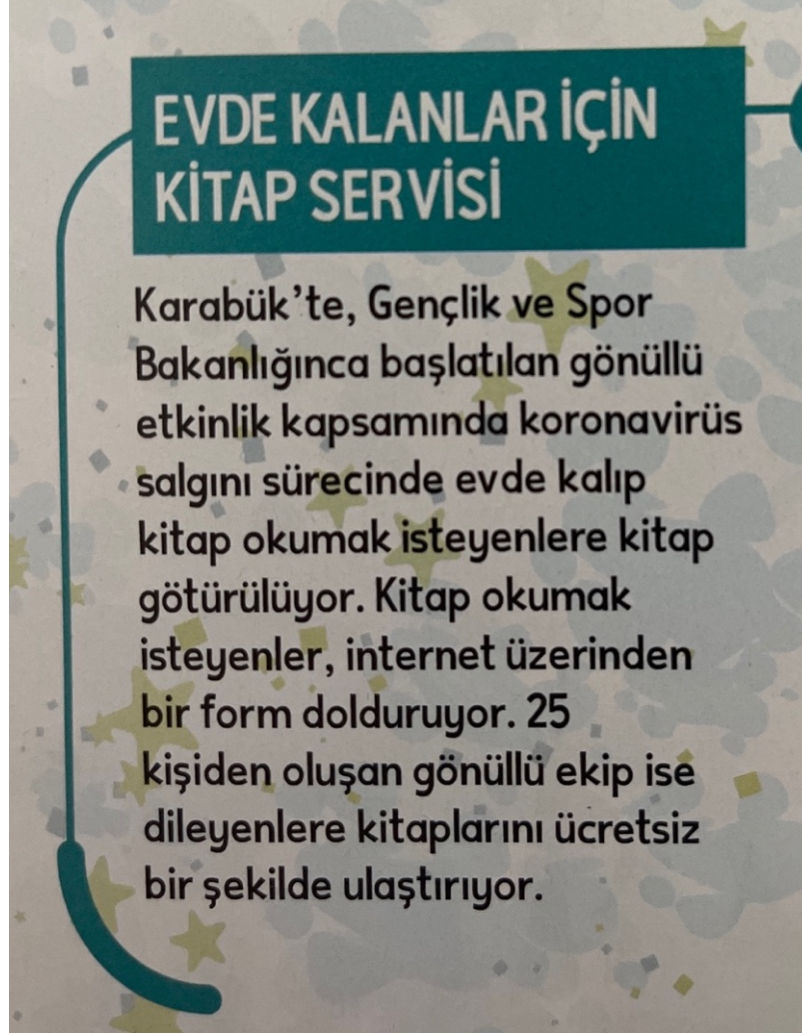 EVDE KALANLAR İÇİN
KİTAP SERVİSİ
Karabük'te, Gençlik ve Spor
Bakanlığınca başlatılan gönüllü
etkinlik kapsamında koronavirüs
salgını sürecinde evde kalıp
kitap okumak isteyenlere kitap
götürülüyor. Kitap okumak
isteyenler, internet üzerinden
bir form dolduruyor. 25
kişiden oluşan gönüllü ekip ise
dileyenlere kitaplarını ücretsiz
bir şekilde ulaştırıyor.